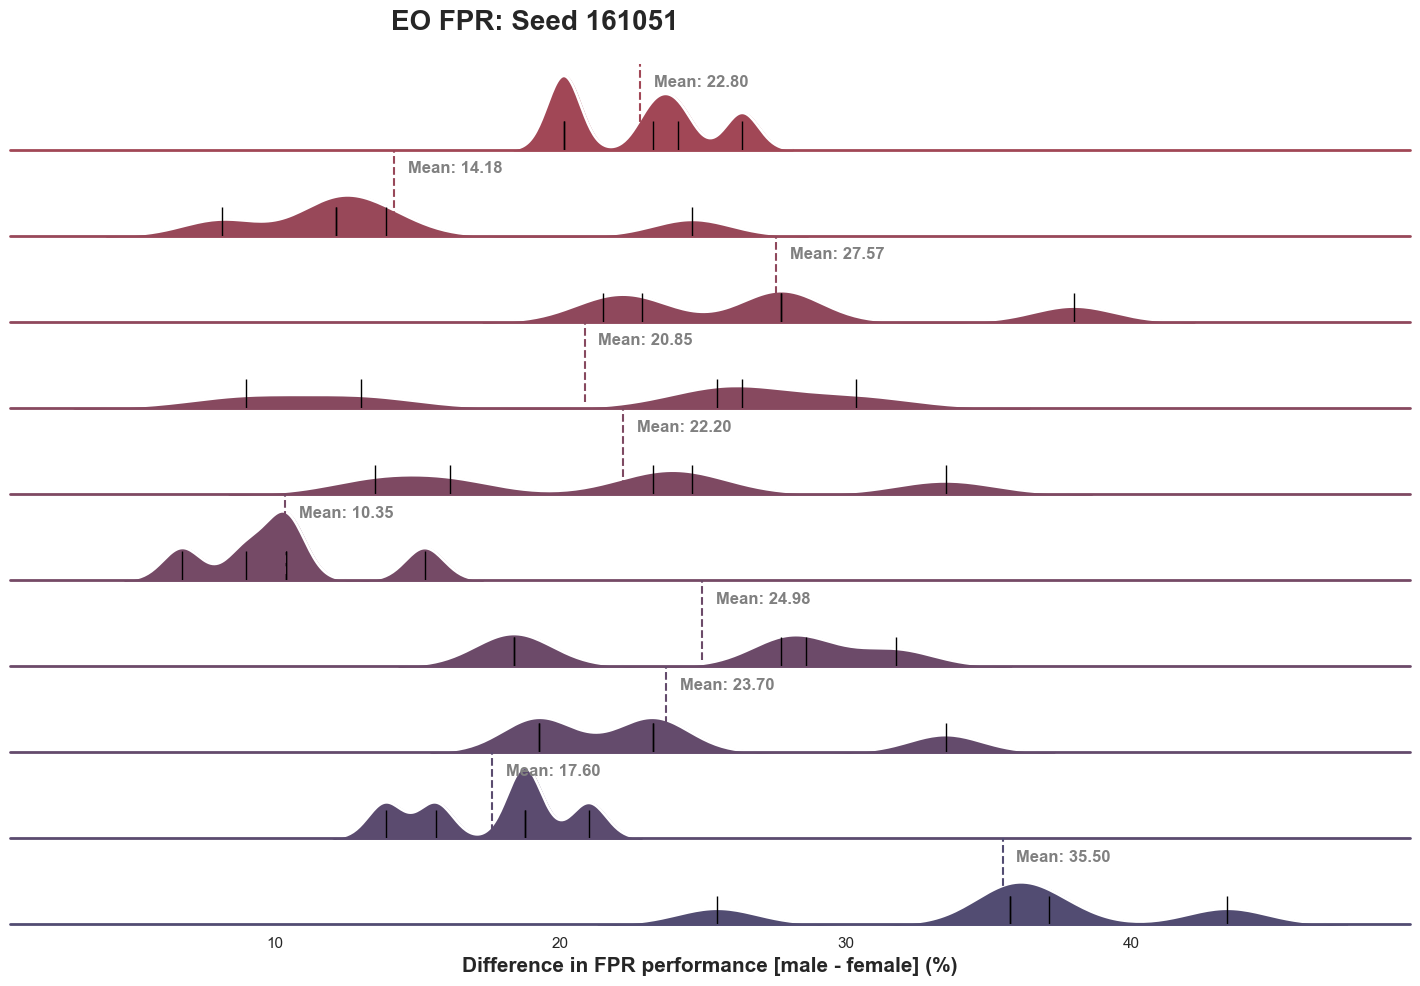 EO FPR: Seed 161051
Mean: 22.80
Mean: 14.18
Mean: 27.57
Mean: 20.85
Mean: 22.20
Mean: 10.35
Mean: 24.98
Mean: 23.70
Mean: 17.60
Mean: 35.50
10 20 30 40
Difference in FPR performance [male - female] (%)